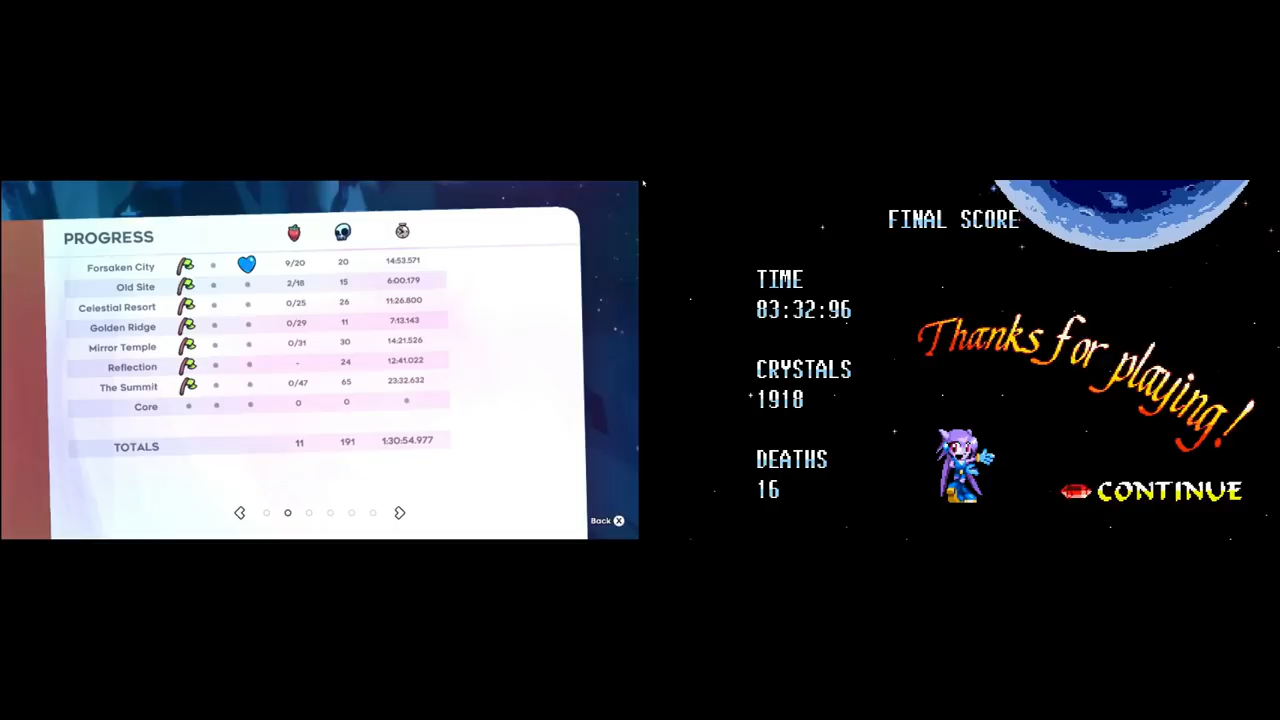 PROGRESS
Forsaken City 9/20 20 14:53.571
Old Site 2/18 15 6:00.179
Celestial Resort 0/25 26 11:26.800
Golden Ridge 0/29 11 7:13.143
Mirror Temple 0/31 30 14:21.526
Reflection - 24 12:41.022
The Summit 0/47 65 23:32.632
Core 0 0
TOTALS 11 191 1:30:54.977
Back X
FINAL SCORE
TIME
83:32:96
CRYSTALS
1918
DEATHS
16
Thanks for playing!
CONTINUE